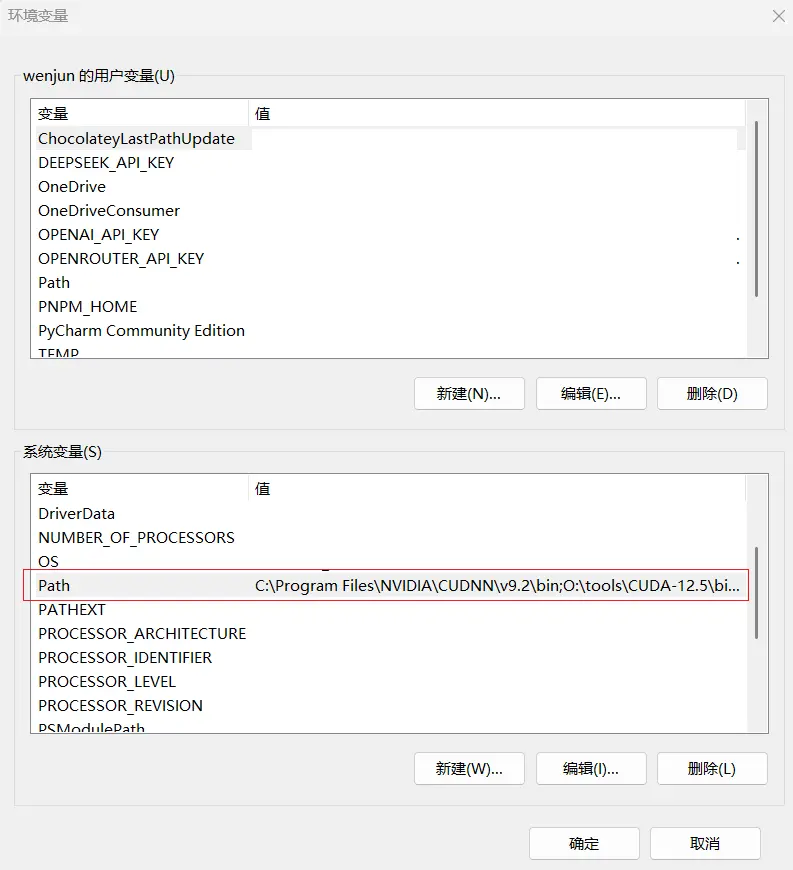 环境变量
wenjun 的用户变量(U)
变量 值
ChocolateyLastPathUpdate
DEEPSEEK_API_KEY
OneDrive
OneDriveConsumer
OPENAI_API_KEY
OPENROUTER_API_KEY
Path
PNPM_HOME
PyCharm Community Edition
TEMP
新建(N)... 编辑(E)... 删除(D)
系统变量(S)
变量 值
DriverData
NUMBER_OF_PROCESSORS
OS
Path C:\Program Files\NVIDIA\CUDNN\v9.2\bin;O:\tools\CUDA-12.5\bi...
PATHEXT
PROCESSOR_ARCHITECTURE
PROCESSOR_IDENTIFIER
PROCESSOR_LEVEL
PROCESSOR_REVISION
PSModulePath
新建(W)... 编辑(I)... 删除(L)
确定 取消